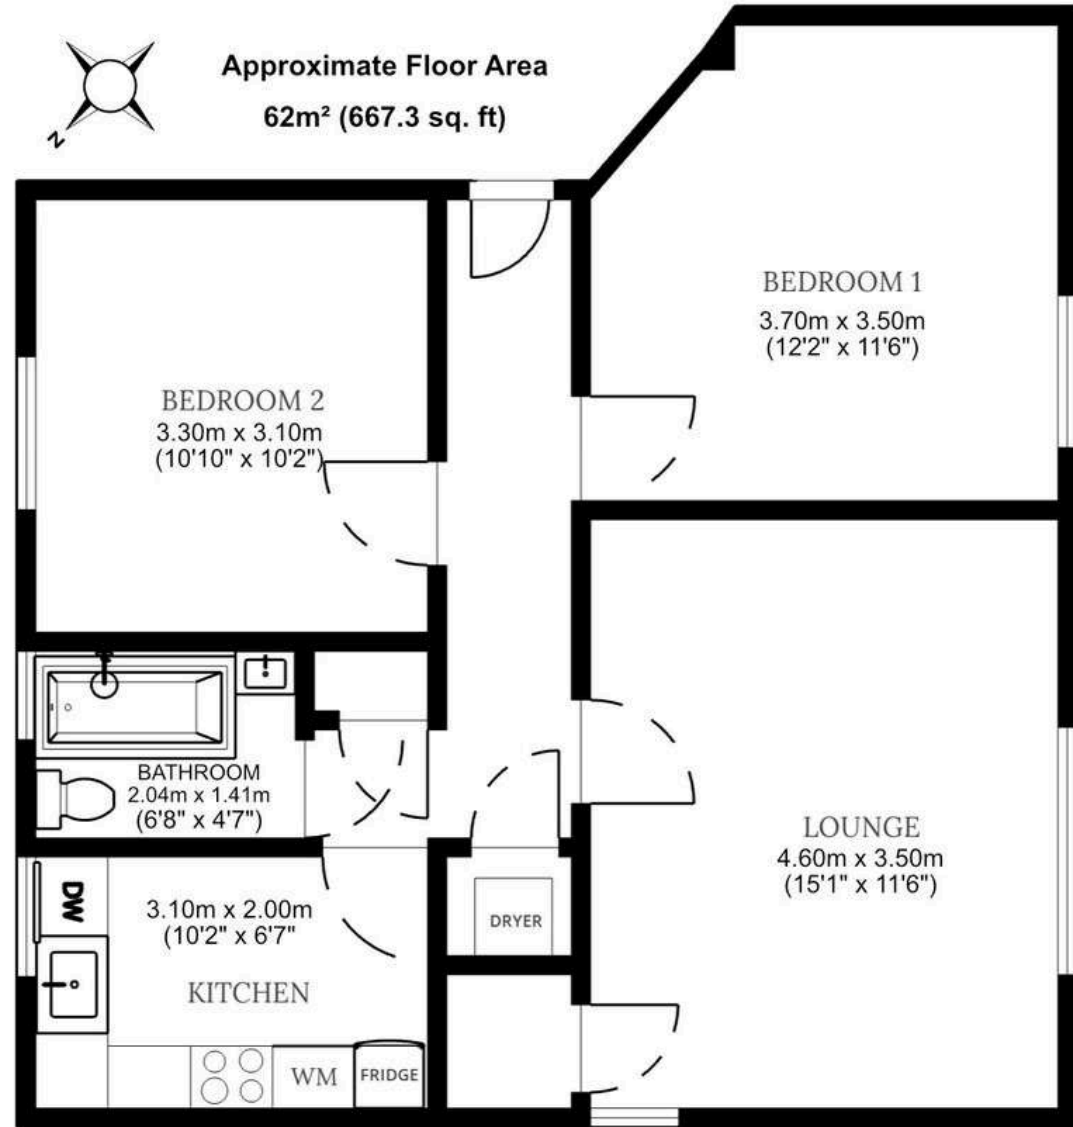 Approximate Floor Area
62m² (667.3 sq. ft)
N
BEDROOM 1
3.70m x 3.50m
(12'2" x 11'6")
BEDROOM 2
3.30m x 3.10m
(10'10" x 10'2")
BATHROOM
2.04m x 1.41m
(6'8" x 4'7")
LOUNGE
4.60m x 3.50m
(15'1" x 11'6")
DW
3.10m x 2.00m
(10'2" x 6'7"
KITCHEN
DRYER
WM
FRIDGE